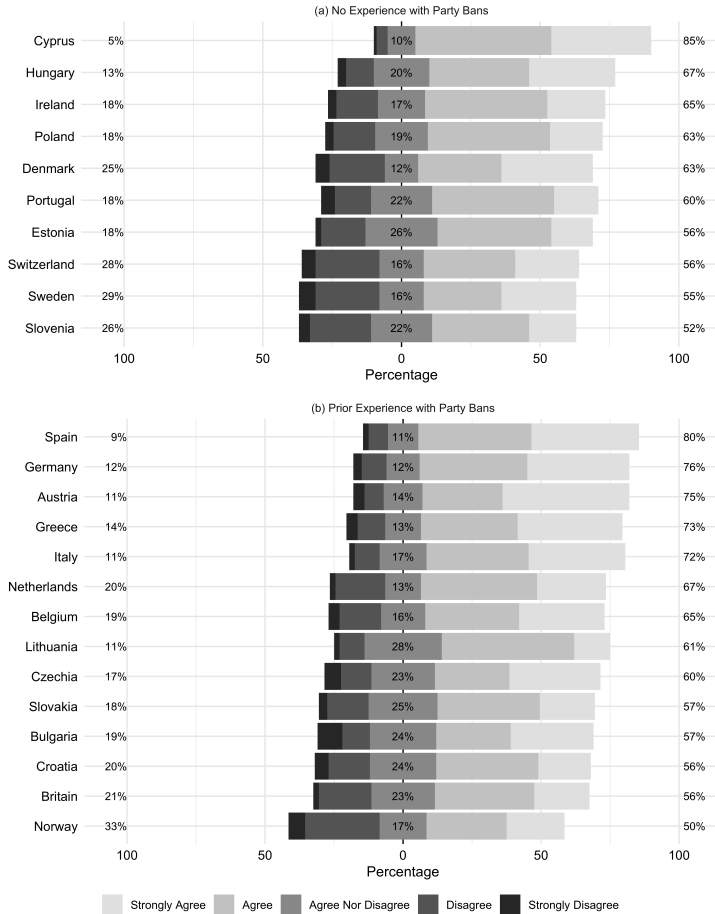 (a) No Experience with Party Bans
Cyprus 5% 10% 85%
Hungary 13% 20% 67%
Ireland 18% 17% 65%
Poland 18% 19% 63%
Denmark 25% 12% 63%
Portugal 18% 22% 60%
Estonia 18% 26% 56%
Switzerland 28% 16% 56%
Sweden 29% 16% 55%
Slovenia 26% 22% 52%
100 50 0 50 100
Percentage
(b) Prior Experience with Party Bans
Spain 9% 11% 80%
Germany 12% 12% 76%
Austria 11% 14% 75%
Greece 14% 13% 73%
Italy 11% 17% 72%
Netherlands 20% 13% 67%
Belgium 19% 16% 65%
Lithuania 11% 28% 61%
Czechia 17% 23% 60%
Slovakia 18% 25% 57%
Bulgaria 19% 24% 57%
Croatia 20% 24% 56%
Britain 21% 23% 56%
Norway 33% 17% 50%
100 50 0 50 100
Percentage
Strongly Agree Agree Agree Nor Disagree Disagree Strongly Disagree